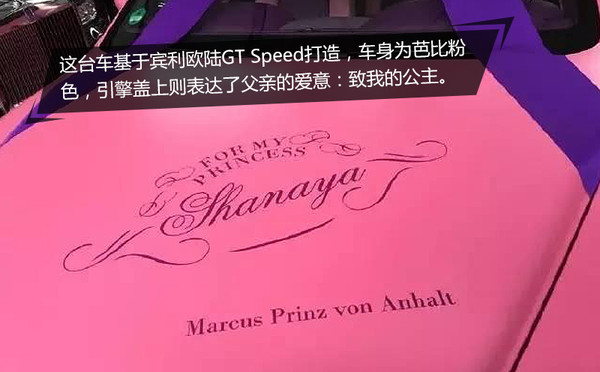 这台车基于宾利欧陆GT Speed打造，车身为芭比粉
色，引擎盖上则表达了父亲的爱意：致我的公主。
FOR MY
PRINCESS
Shanaya
Marcus Prinz von Anhalt